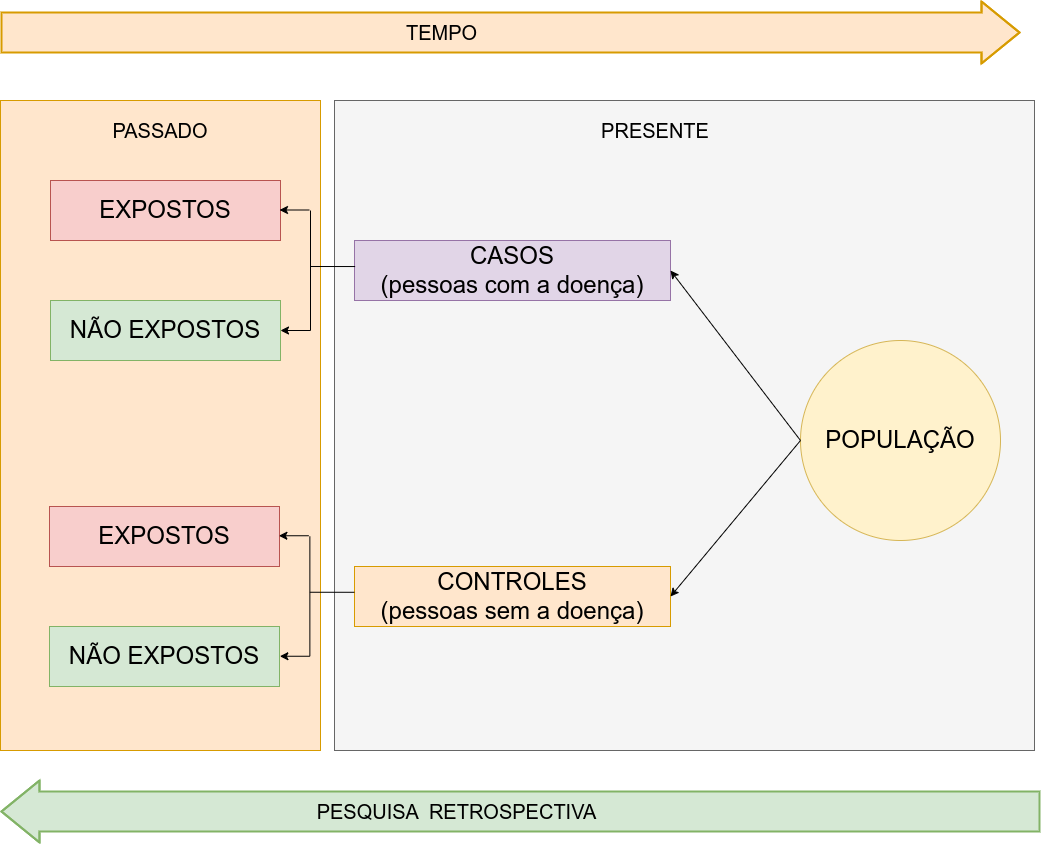 TEMPO
PASSADO
PRESENTE
EXPOSTOS
NÃO EXPOSTOS
CASOS
(pessoas com a doença)
POPULAÇÃO
EXPOSTOS
NÃO EXPOSTOS
CONTROLES
(pessoas sem a doença)
PESQUISA RETROSPECTIVA